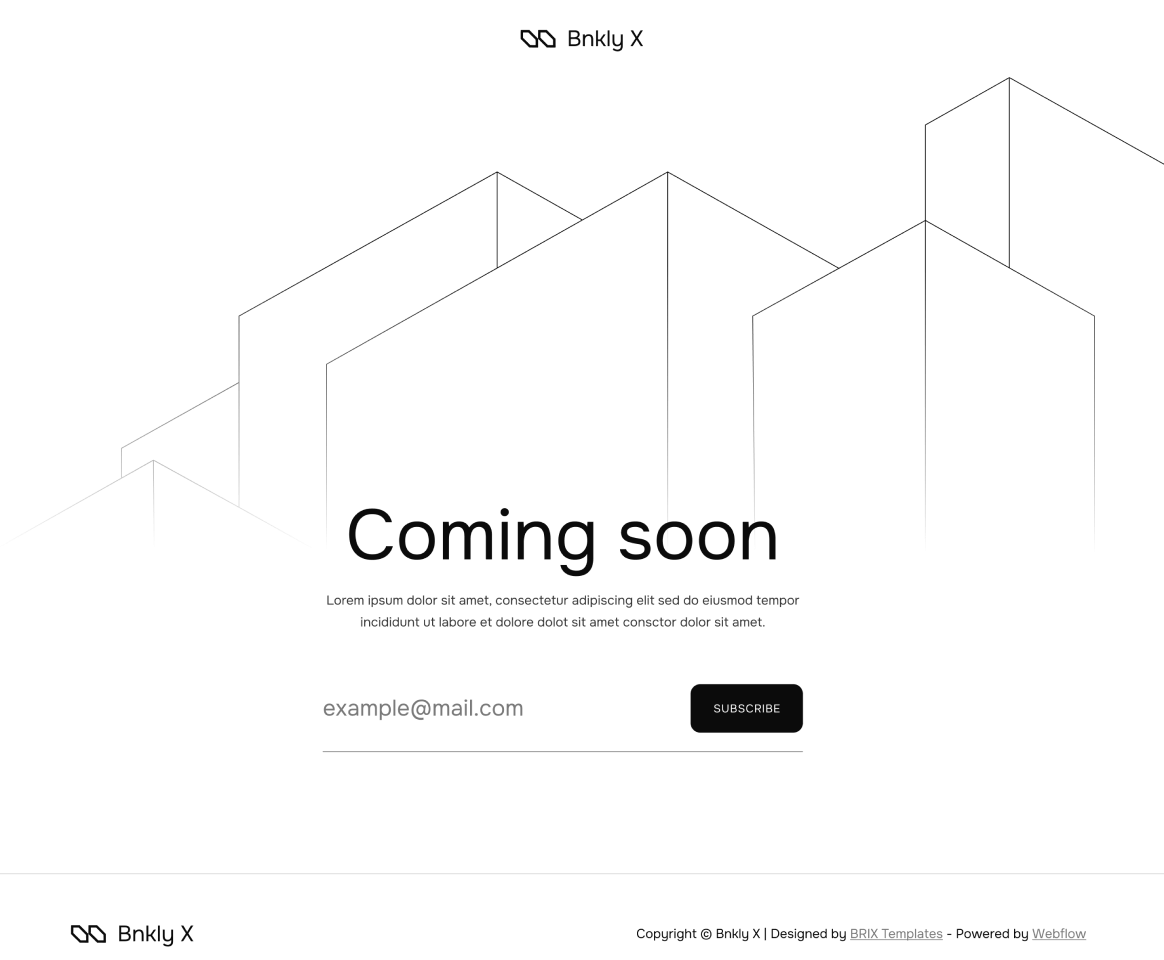 Bnkly X
Coming soon
Lorem ipsum dolor sit amet, consectetur adipiscing elit sed do eiusmod tempor
incididunt ut labore et dolore dolot sit amet consctor dolor sit amet.
example@mail.com
SUBSCRIBE
Bnkly X
Copyright © Bnkly X | Designed by BRIX Templates - Powered by Webflow